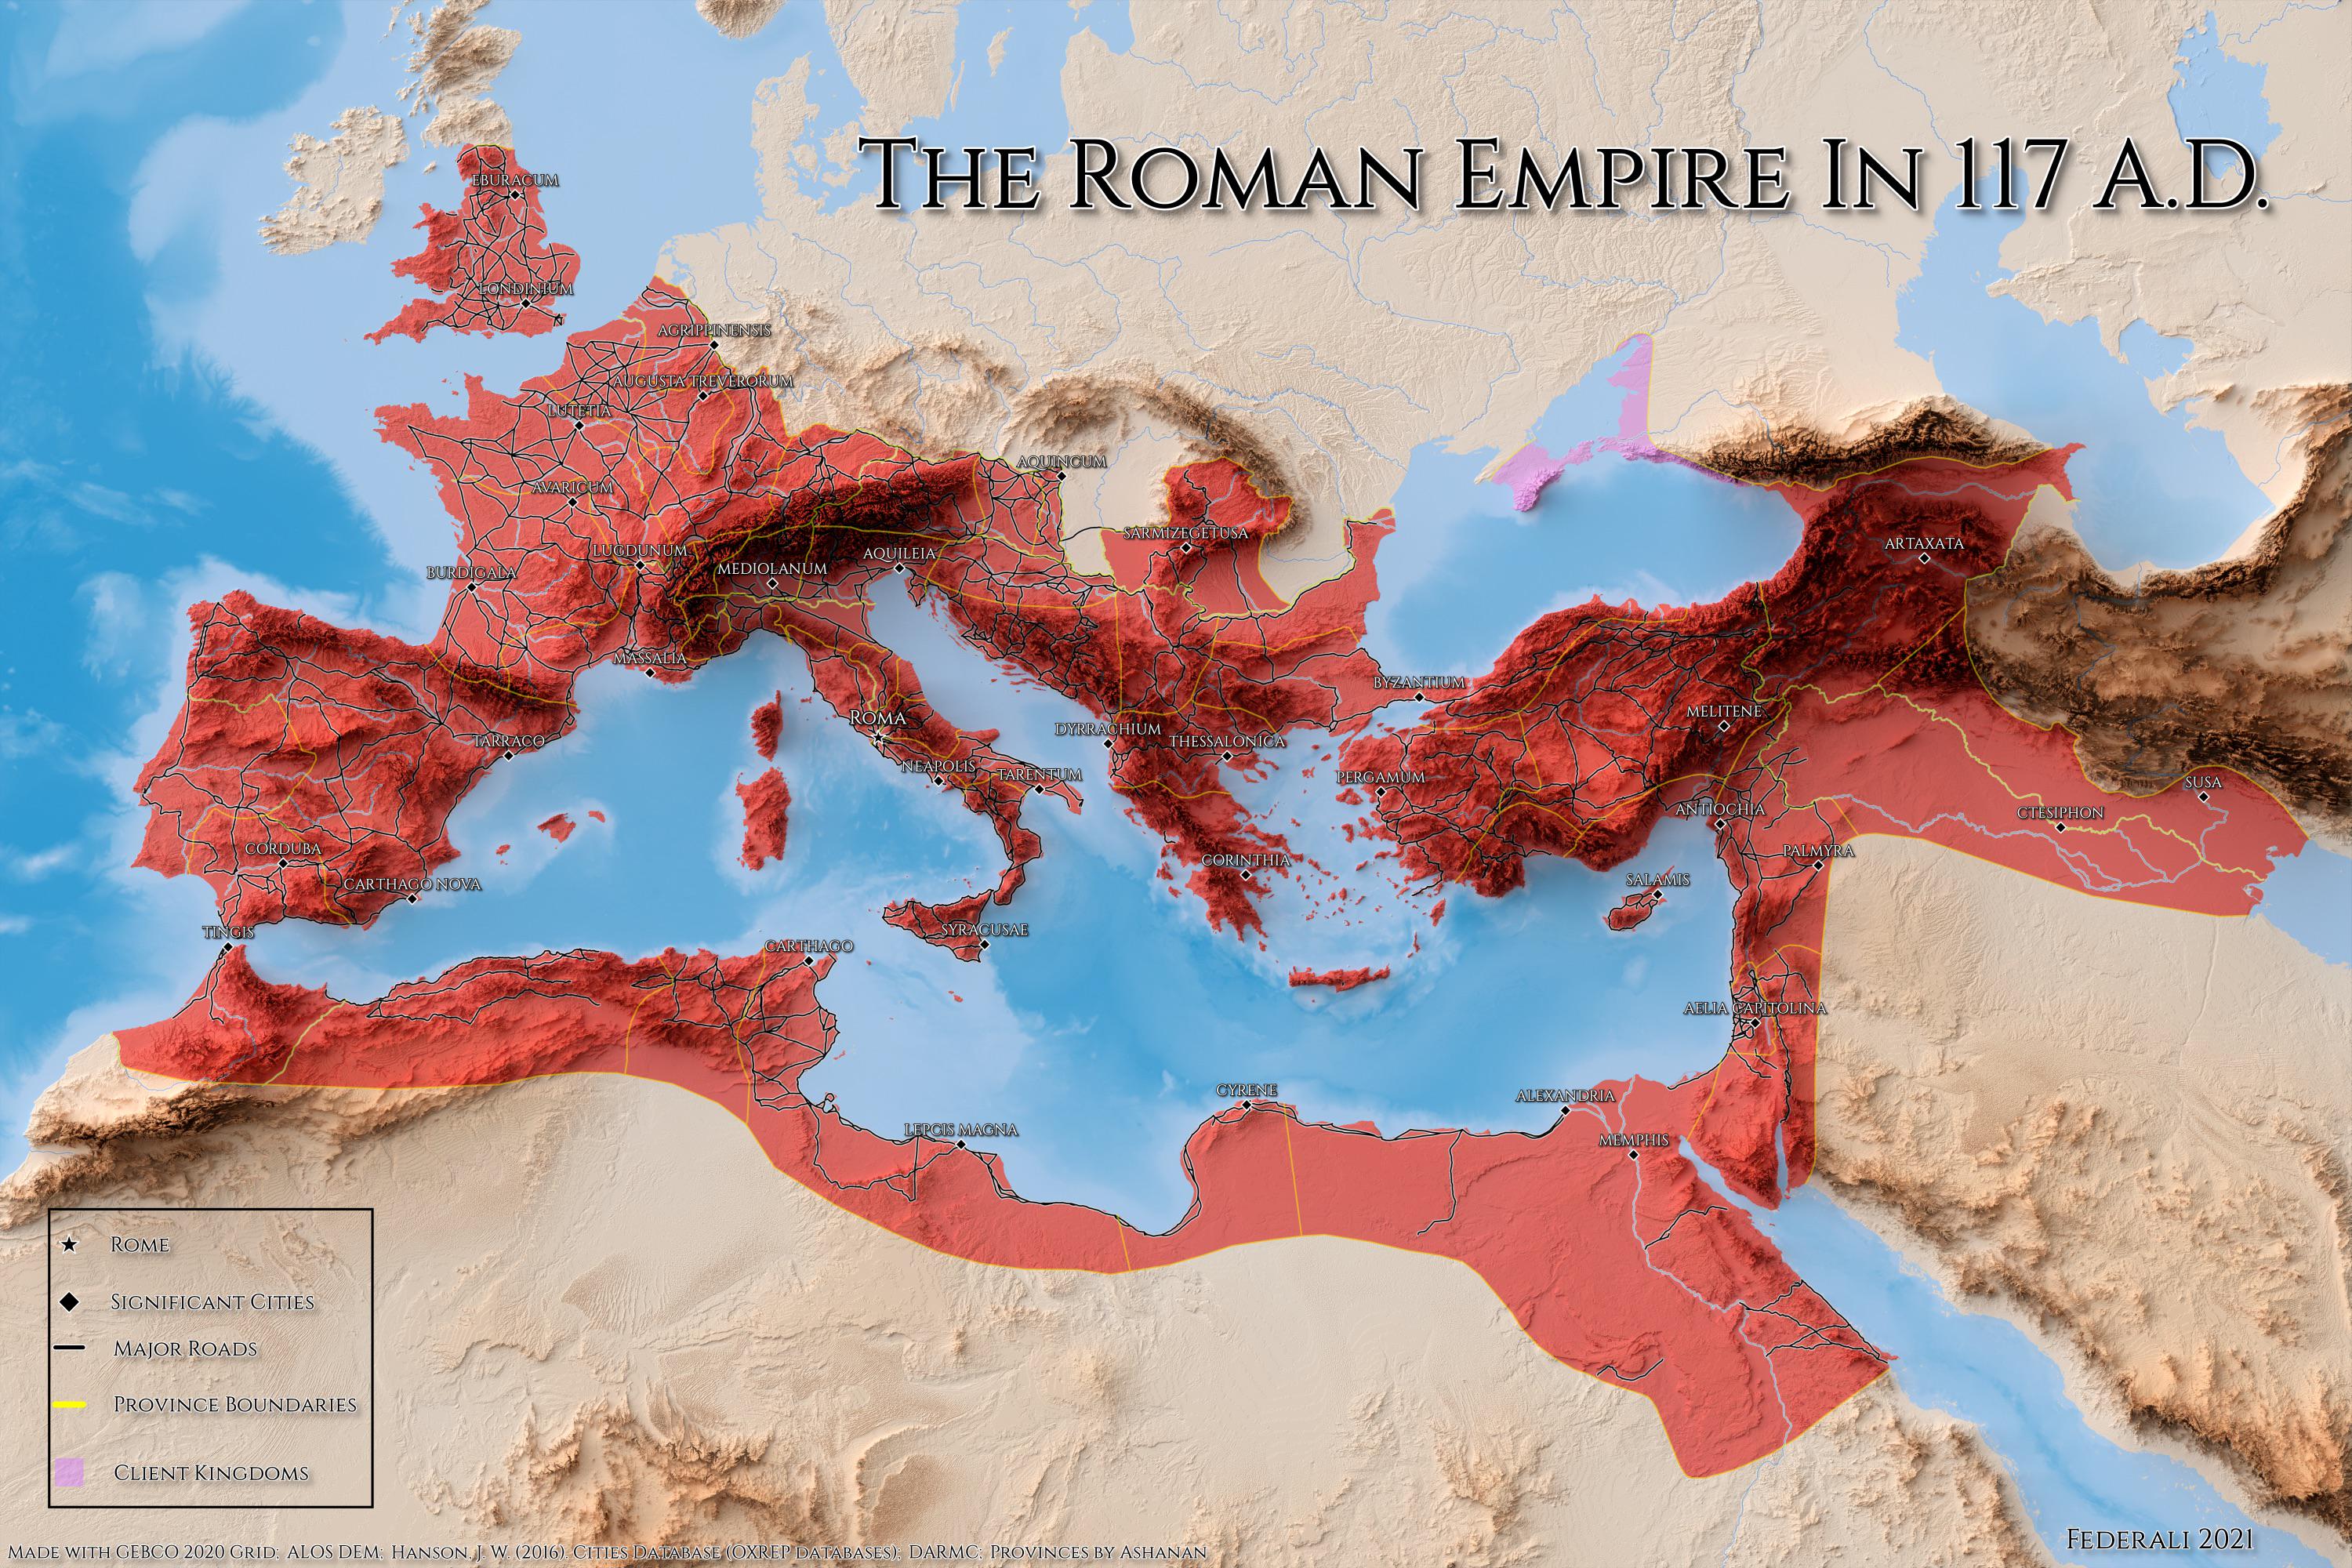 The Roman Empire In 117 A.D.
Eburacum
Londinium
Agrippinensis
Augusta Treverorum
Lutetia
Aquincum
Avaricum
Sarmizegetusa
Artaxata
Lugdunum
Aquileia
Mediolanum
Burdigala
Massalia
Byzantium
Roma
Melitene
Dyrrachium
Thessalonica
Tarraco
Neapolis
Tarentum
Pergamum
Susa
Antiochia
Ctesiphon
Corduba
Corinthia
Palmyra
Carthago Nova
Salamis
Tingis
Syracusae
Carthago
Aelia Capitolina
Cyrene
Alexandria
Lepcis Magna
Memphis
Rome
Significant Cities
Major Roads
Province Boundaries
Client Kingdoms
Federali 2021
Made with GEBCO 2020 Grid; ALOS DEM; Hanson, J. W. (2016). Cities Database (OXREP databases); DARMC; Provinces by Ashanan